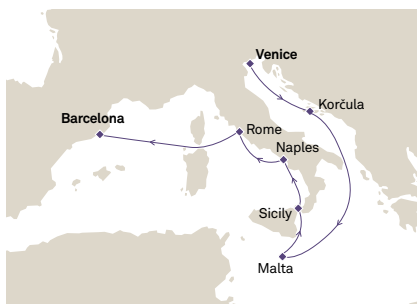 Venice
Korčula
Barcelona
Rome
Naples
Sicily
Malta